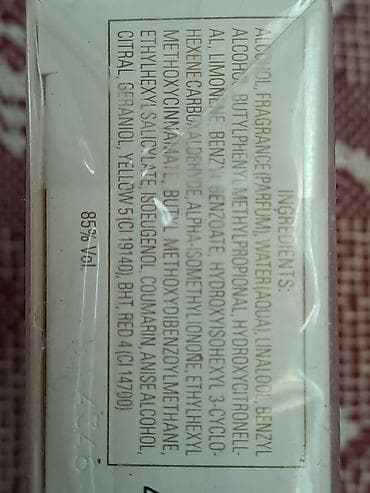 INGREDIENTS:
ALCOHOL, FRAGRANCE (PARFUM), WATER (AQUA), LINALOOL, BENZYL
ALCOHOL, BUTYLPHENYL METHYLPROPIONAL, HYDROXYCITRONELL-
AL, LIMONENE, BENZYL BENZOATE, HYDROXYISOHEXYL 3-CYCLO-
HEXENECARBOXALDEHYDE, ALPHA-ISOMETHYL IONONE, ETHYLHEXYL
METHOXYCINNAMATE, BUTYL METHOXYDIBENZOYLMETHANE,
ETHYLHEXYL SALICYLATE, ISOEUGENOL, COUMARIN, ANISE ALCOHOL,
CITRAL, GERANIOL, YELLOW 5 (CI 19140), BHT, RED 4 (CI 14700)
85% Vol.